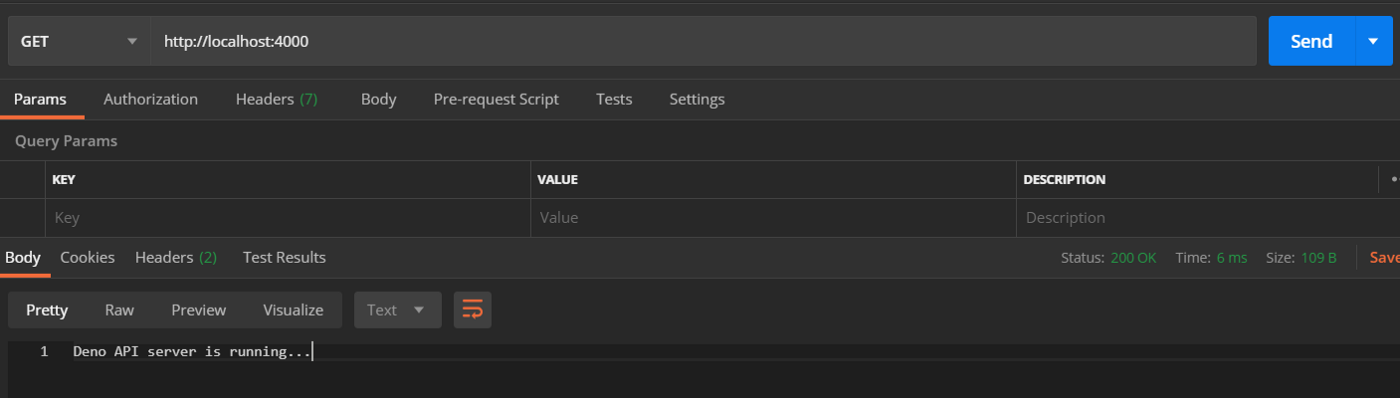 GET http://localhost:4000 Send
Params Authorization Headers (7) Body Pre-request Script Tests Settings
Query Params
KEY VALUE DESCRIPTION
Key Value Description
Body Cookies Headers (2) Test Results Status: 200 OK Time: 6 ms Size: 109 B Save
Pretty Raw Preview Visualize Text
1 Deno API server is running...